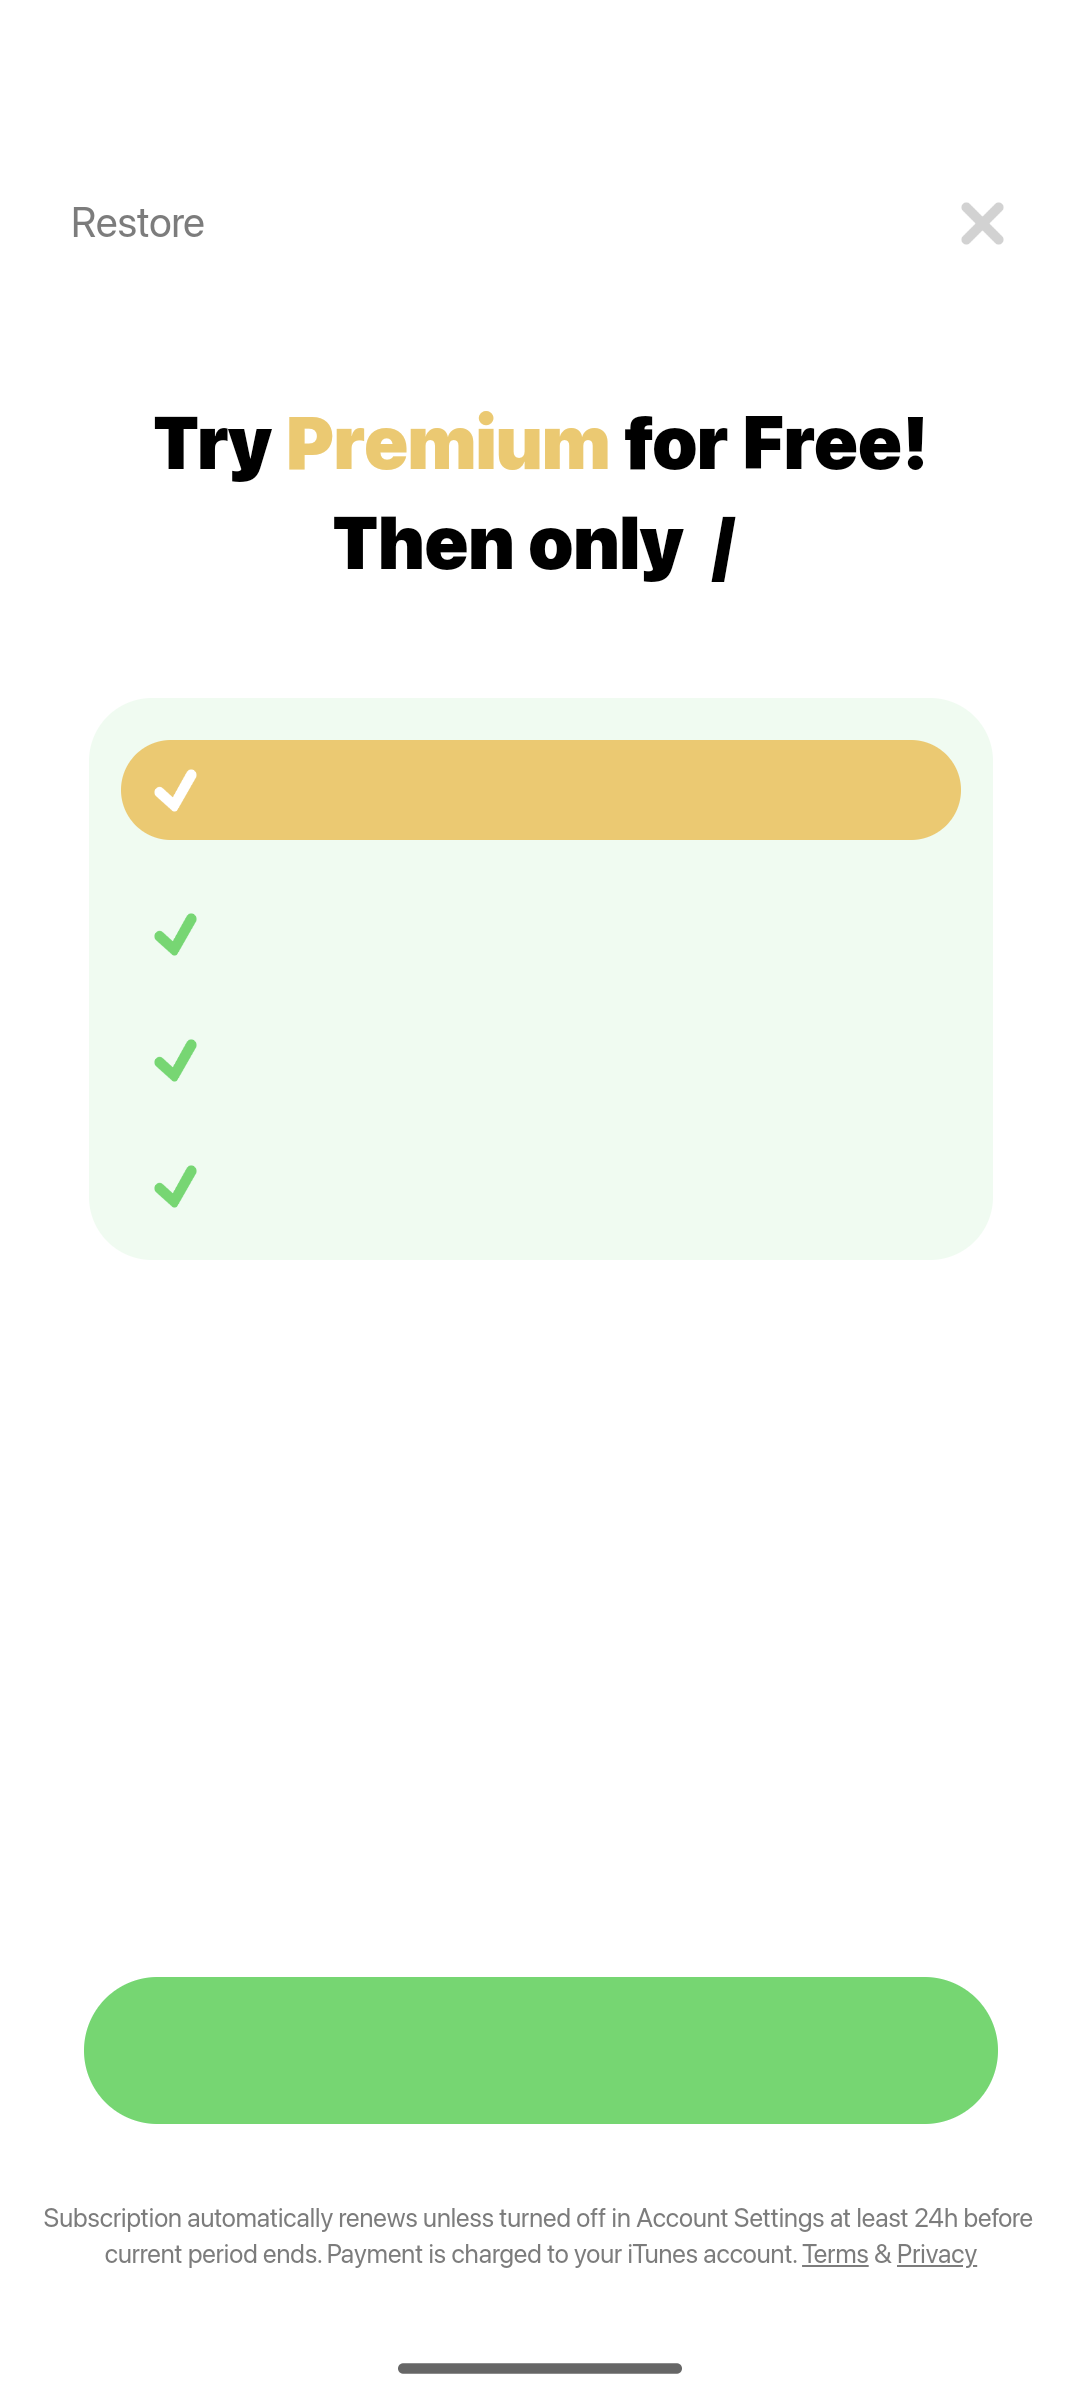 Restore
Try Premium for Free!
Then only /
Subscription automatically renews unless turned off in Account Settings at least 24h before
current period ends. Payment is charged to your iTunes account. Terms & Privacy